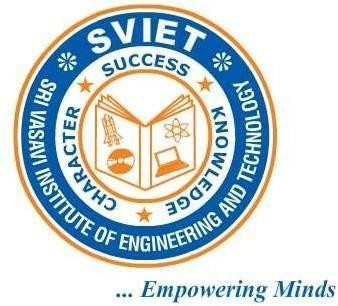 SVIET
SRI VASAVI INSTITUTE OF ENGINEERING AND TECHNOLOGY
SUCCESS
CHARACTER
KNOWLEDGE
... Empowering Minds